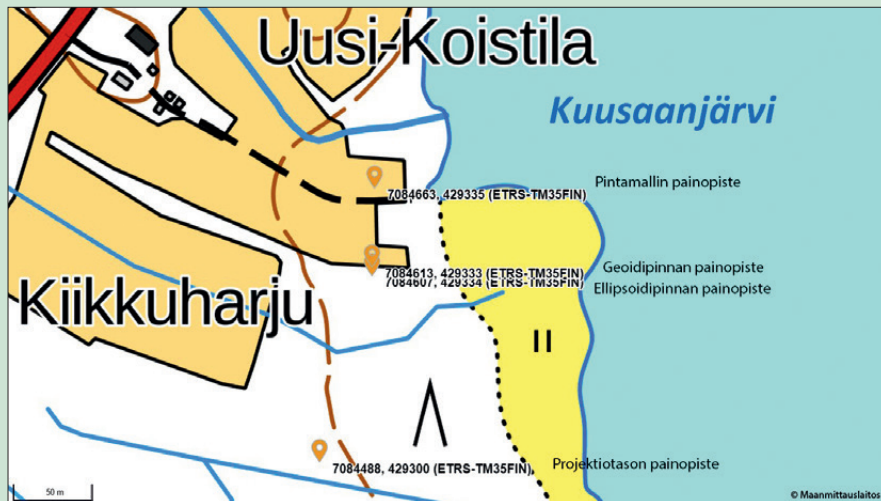 Uusi-Koistila
Kuusaanjärvi
Pintamallin painopiste
7084663, 429335 (ETRS-TM35FIN)
Geoidipinnan painopiste
7084613, 429333 (ETRS-TM35FIN)
7084607, 429334 (ETRS-TM35FIN)
Ellipsoidipinnan painopiste
Kiikkuharju
7084488, 429300 (ETRS-TM35FIN)
Projektiotason painopiste
50 m
© Maanmittauslaitos